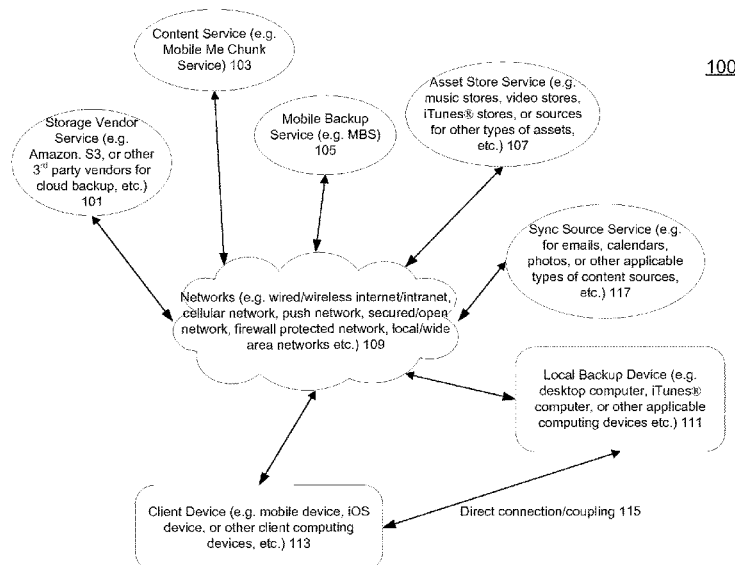 Content Service (e.g.
Mobile Me Chunk
Service) 103
100
Asset Store Service (e.g.
music stores, video stores,
iTunes® stores, or sources
for other types of assets,
etc.) 107
Storage Vendor
Service (e.g.
Amazon. S3, or other
3rd party vendors for
cloud backup, etc.)
101
Mobile Backup
Service (e.g. MBS)
105
Sync Source Service (e.g.
for emails, calendars,
photos, or other applicable
types of content sources,
etc.) 117
Networks (e.g. wired/wireless internet/intranet,
cellular network, push network, secured/open
network, firewall protected network, local/wide
area networks etc.) 109
Local Backup Device (e.g.
desktop computer, iTunes®
computer, or other applicable
computing devices etc.) 111
Client Device (e.g. mobile device, iOS
device, or other client computing
devices, etc.) 113
Direct connection/coupling 115